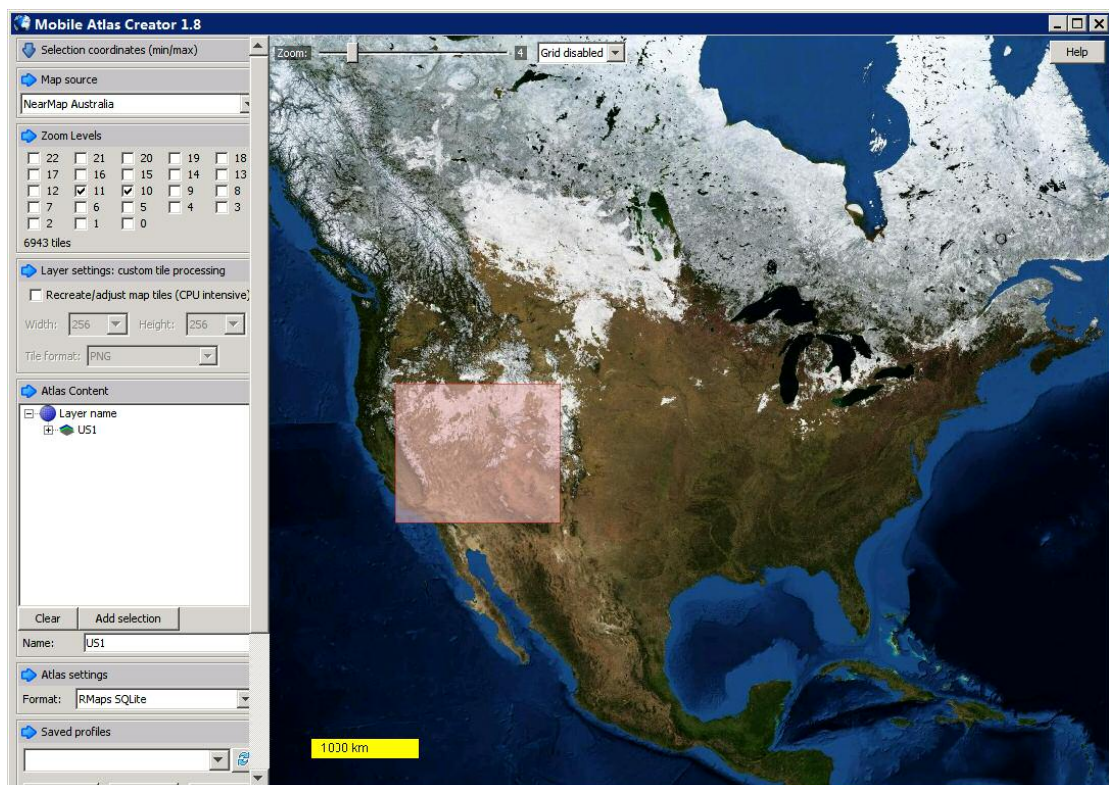 Mobile Atlas Creator 1.8
Selection coordinates (min/max)
Zoom: 4 Grid disabled Help
Map source
NearMap Australia
Zoom Levels
22 21 20 19 18
17 16 15 14 13
12 11 10 9 8
7 6 5 4 3
2 1 0
6943 tiles
Layer settings: custom tile processing
Recreate/adjust map tiles (CPU intensive)
Width: 256 Height: 256
Tile format: PNG
Atlas Content
Layer name
US1
Clear Add selection
Name: US1
Atlas settings
Format: RMaps SQLite
Saved profiles
1000 km